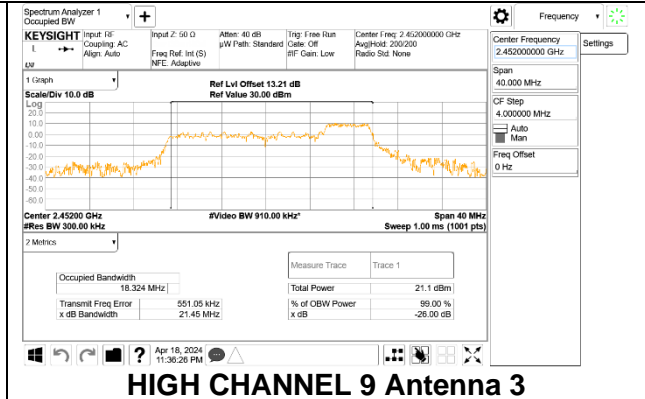 Spectrum Analyzer 1
Occupied BW
+
Frequency
KEYSIGHT
Input: RF
Coupling: AC
Align: Auto
Input Z: 50 Ω
Freq Ref: Int (S)
NFE: Adaptive
Atten: 40 dB
µW Path: Standard
Trig: Free Run
Gate: Off
#IF Gain: Low
Center Freq: 2.452000000 GHz
Avg|Hold: 200/200
Radio Std: None
Center Frequency
2.452000000 GHz
Settings
Span
40.000 MHz
CF Step
4.000000 MHz
Auto
Man
Freq Offset
0 Hz
1 Graph
Scale/Div 10.0 dB
Ref Lvl Offset 13.21 dB
Ref Value 30.00 dBm
Log
20.0
10.0
0.00
-10.0
-20.0
-30.0
-40.0
-50.0
-60.0
Center 2.45200 GHz
#Video BW 910.00 kHz*
Span 40 MHz
#Res BW 300.00 kHz
Sweep 1.00 ms (1001 pts)
2 Metrics
Measure Trace
Trace 1
Occupied Bandwidth
18.324 MHz
Total Power
21.1 dBm
Transmit Freq Error
551.05 kHz
% of OBW Power
99.00 %
x dB Bandwidth
21.45 MHz
x dB
-26.00 dB
?
Apr 18, 2024
11:36:26 PM
HIGH CHANNEL 9 Antenna 3